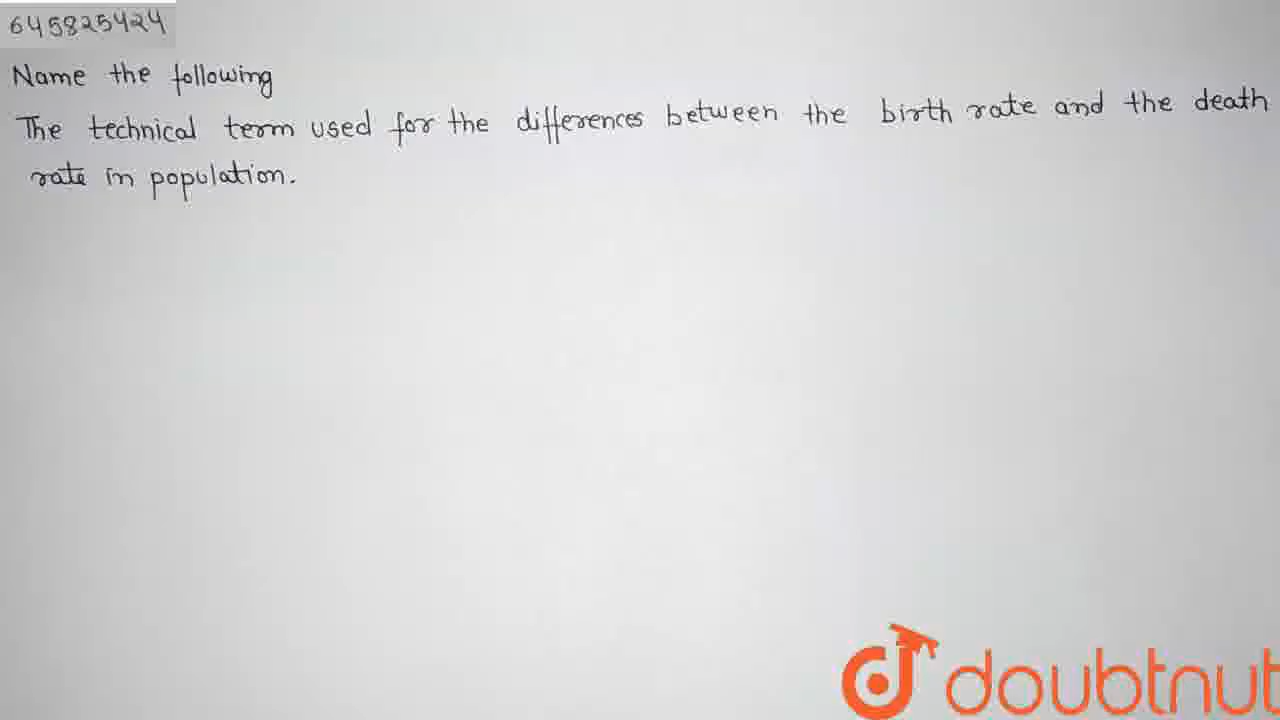 645825424
Name the following
The technical term used for the differences between the birth rate and the death
rate in population.
doubtnut